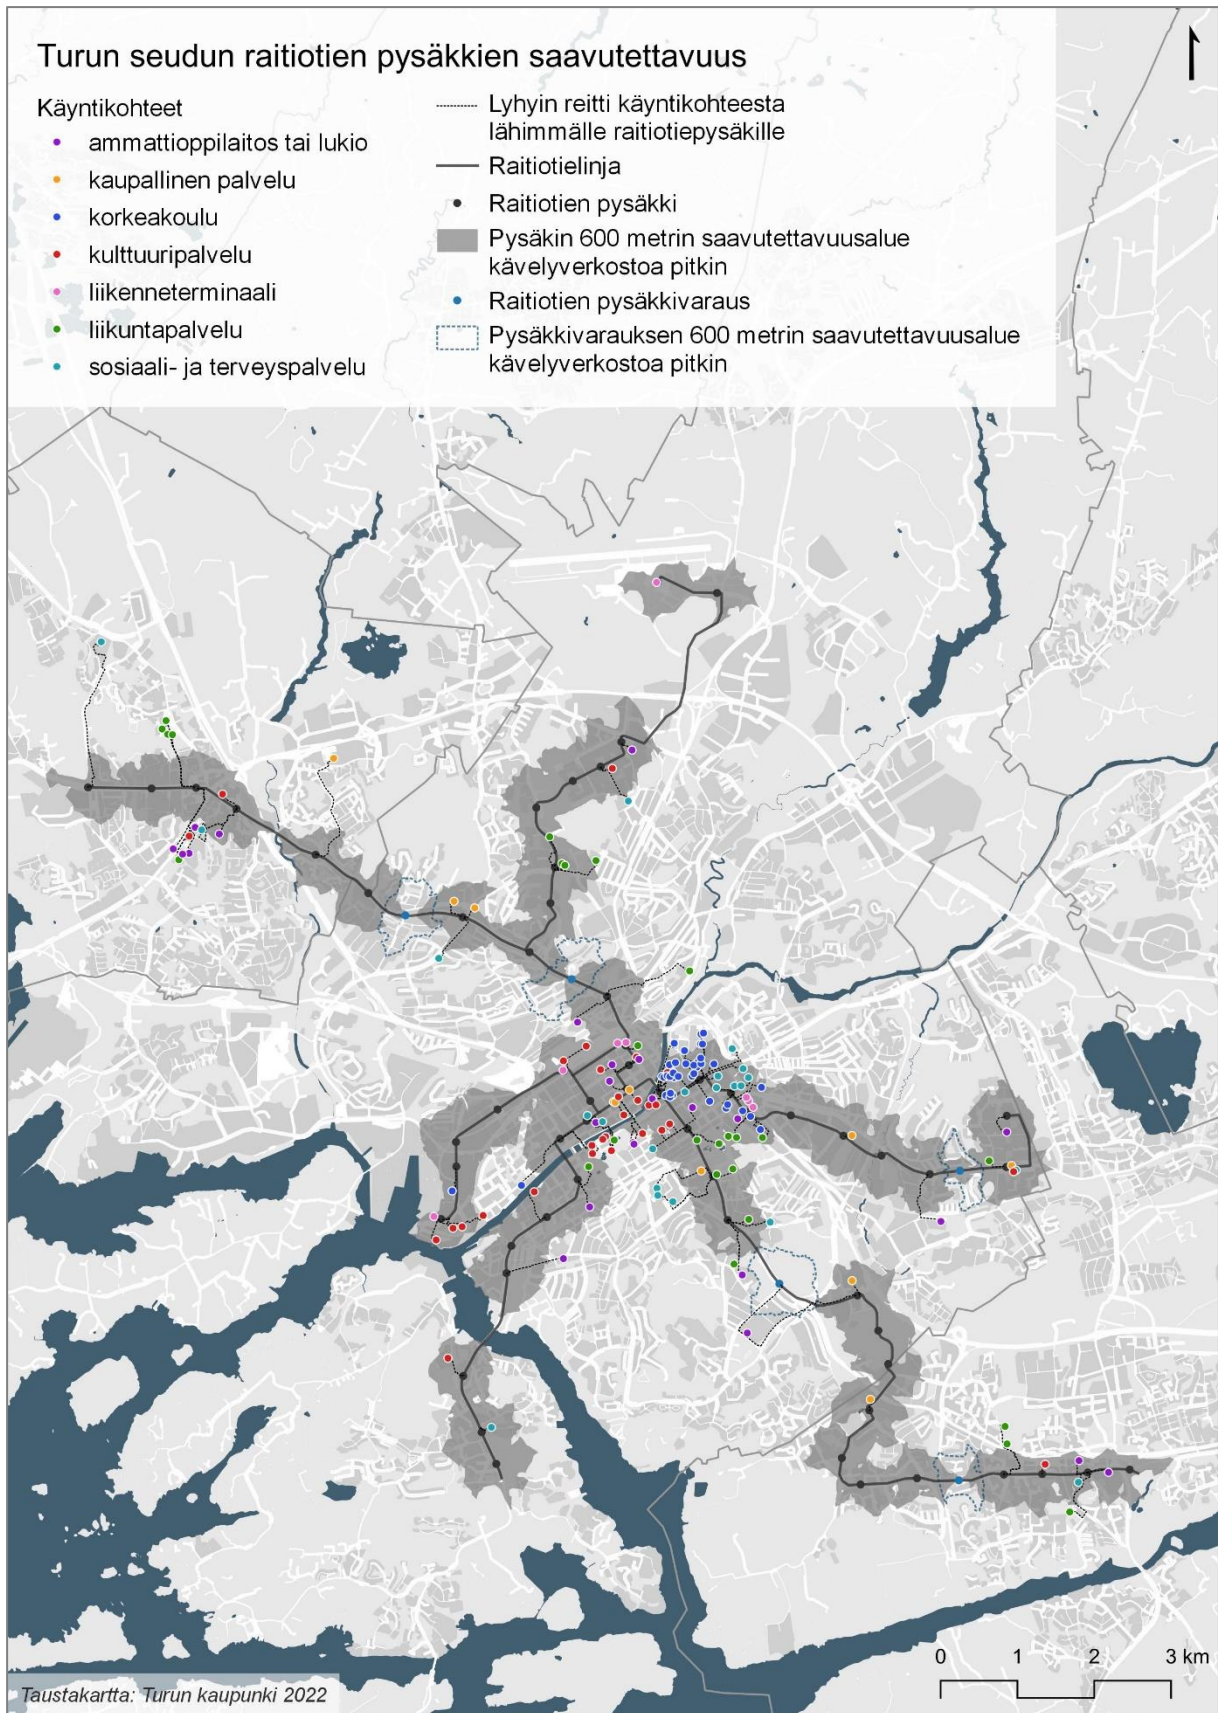 Turun seudun raitiotien pysäkkien saavutettavuus
Käyntikohteet
ammattioppilaitos tai lukio
kaupallinen palvelu
korkeakoulu
kulttuuripalvelu
liikenneterminaali
liikuntapalvelu
sosiaali- ja terveyspalvelu
Lyhyin reitti käyntikohteesta
lähimmälle raitiotiepysäkille
Raitiotielinja
Raitiotien pysäkki
Pysäkin 600 metrin saavutettavuusalue
kävelyverkostoa pitkin
Raitiotien pysäkkivaraus
Pysäkkivarauksen 600 metrin saavutettavuusalue
kävelyverkostoa pitkin
0 1 2 3 km
Taustakartta: Turun kaupunki 2022